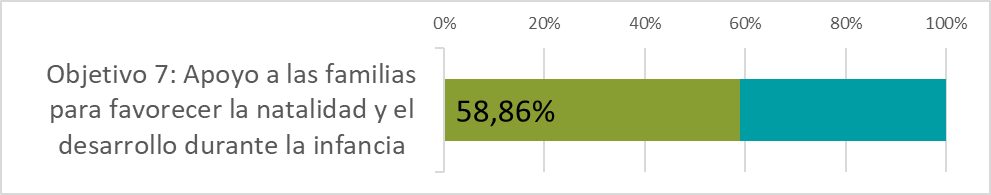 0% 20% 40% 60% 80% 100%
Objetivo 7: Apoyo a las familias
para favorecer la natalidad y el
desarrollo durante la infancia
58,86%